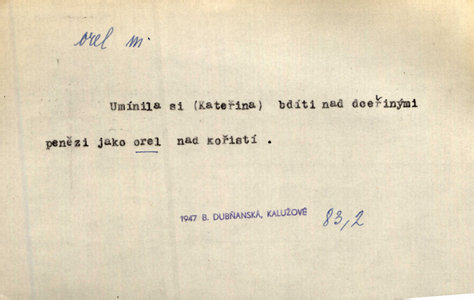 orel m.
Umínila si (Kateřina) bdíti nad dceřinými
penězi jako orel nad kořistí .
1947 B. DUBŇANSKÁ, KALUŽOVÉ 83,2